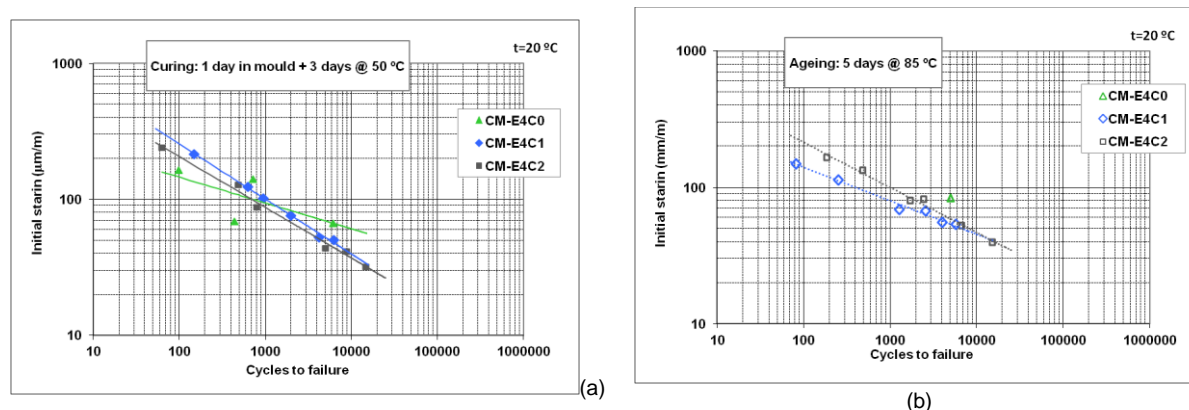 t=20 ºC
Curing: 1 day in mould + 3 days @ 50 ºC
1000
100
10
Initial starin (µm/m)
CM-E4C0
CM-E4C1
CM-E4C2
10 100 1000 10000 100000 1000000
Cycles to failure
(a)
t=20 ºC
Ageing: 5 days @ 85 ºC
1000
100
10
Initial starin (mm/m)
CM-E4C0
CM-E4C1
CM-E4C2
10 100 1000 10000 100000 1000000
Cycles to failure
(b)